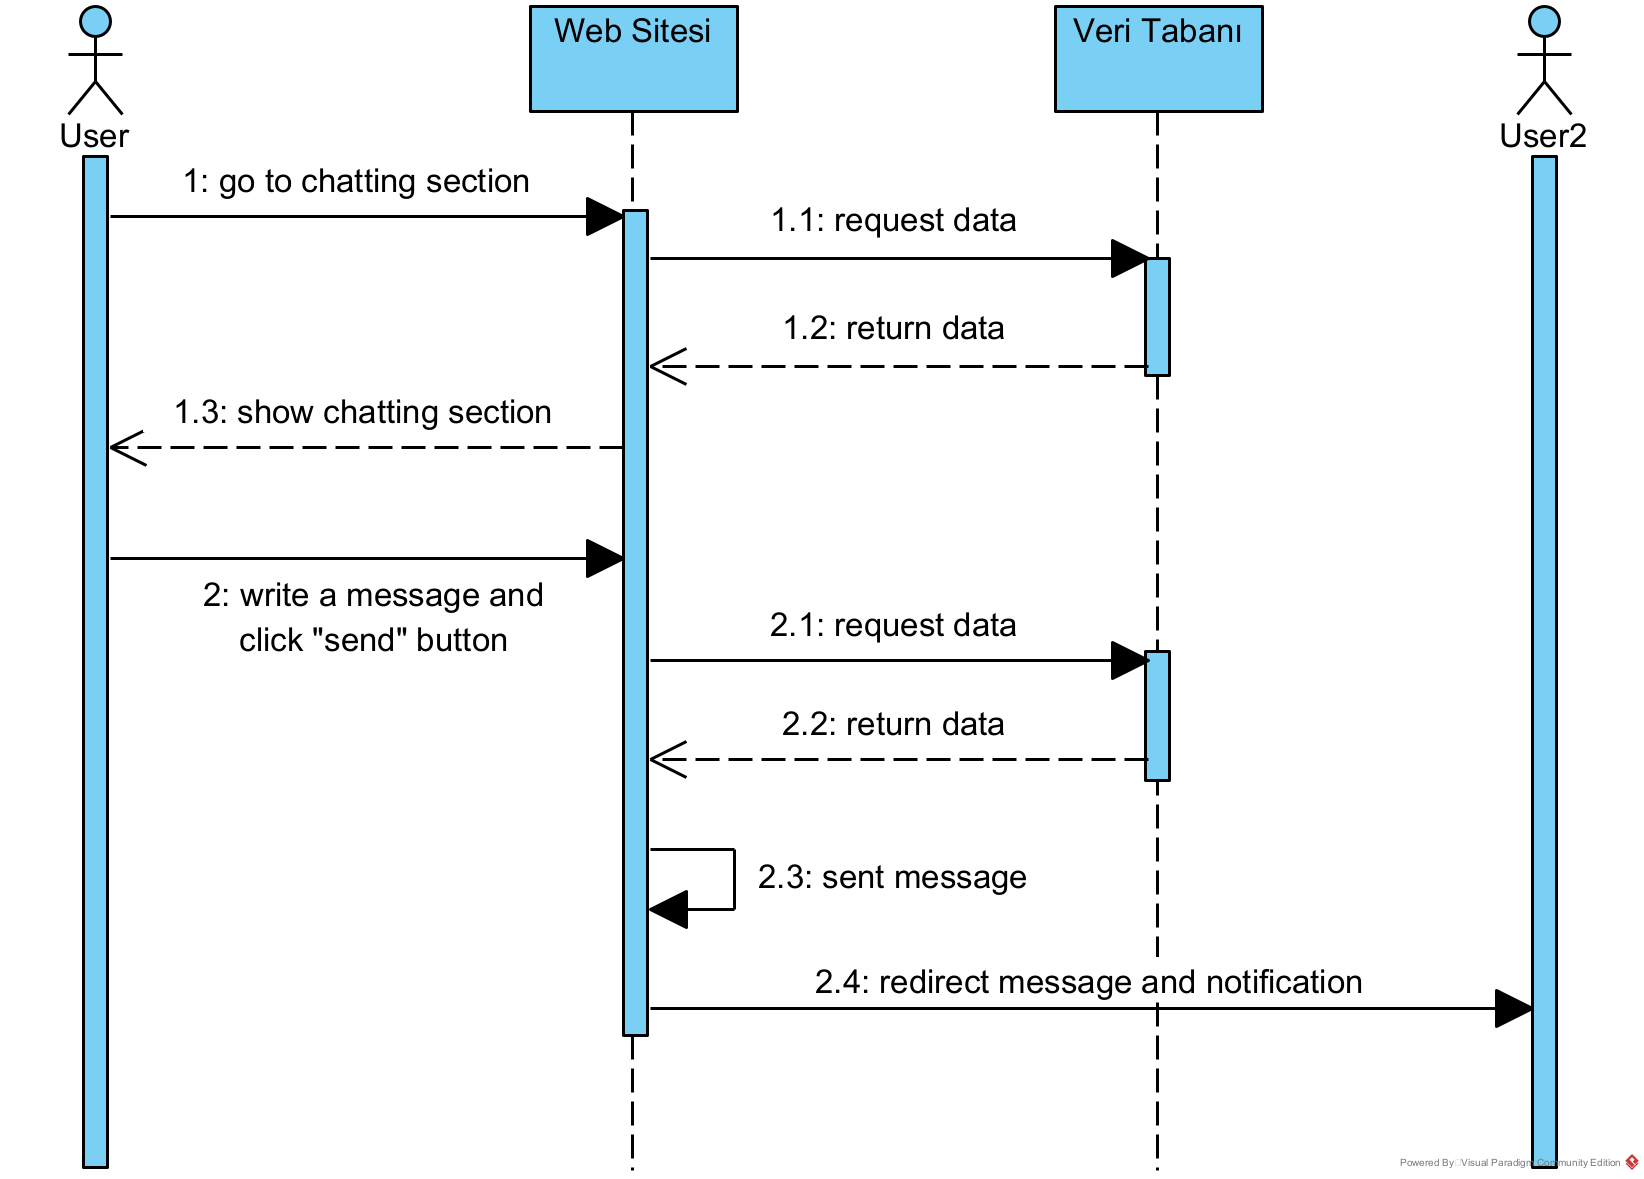 Web Sitesi
Veri Tabanı
User
User2
1: go to chatting section
1.1: request data
1.2: return data
1.3: show chatting section
2: write a message and
click "send" button
2.1: request data
2.2: return data
2.3: sent message
2.4: redirect message and notification
Powered By Visual Paradigm Community Edition